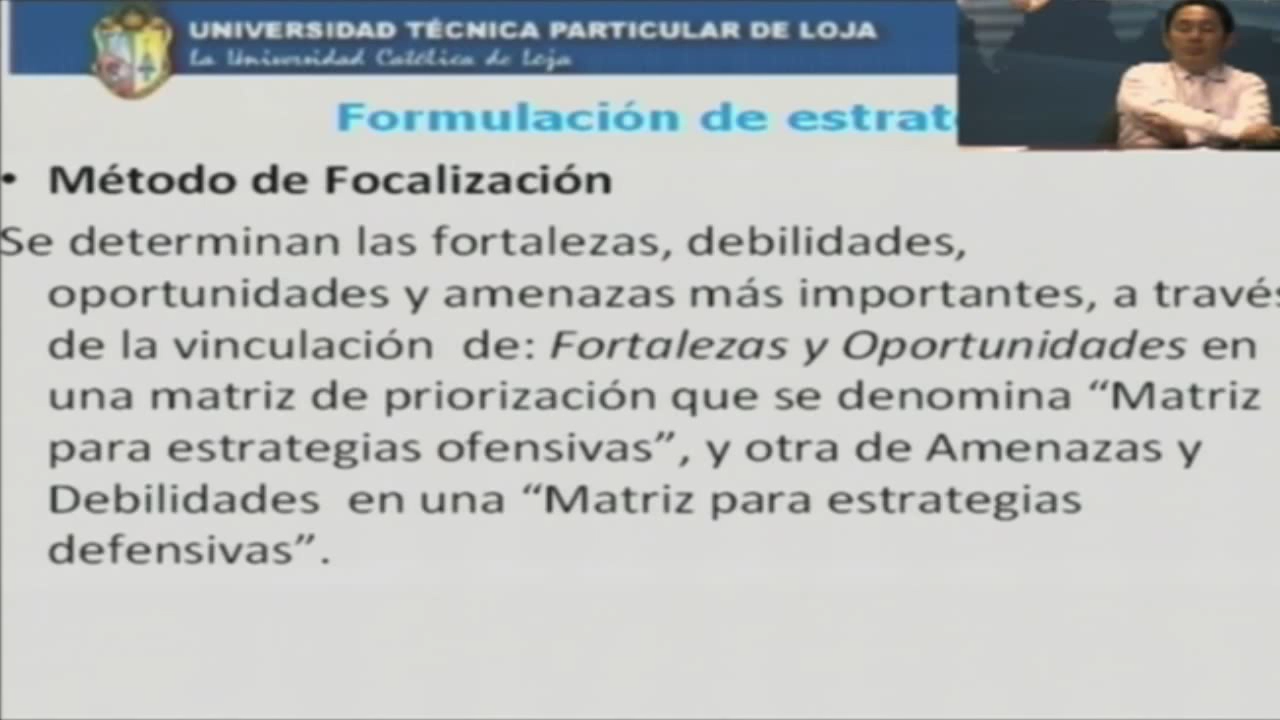 UNIVERSIDAD TÉCNICA PARTICULAR DE LOJA
La Universidad Católica de Loja
Formulación de estrat
• Método de Focalización
Se determinan las fortalezas, debilidades,
oportunidades y amenazas más importantes, a través
de la vinculación de: Fortalezas y Oportunidades en
una matriz de priorización que se denomina “Matriz
para estrategias ofensivas”, y otra de Amenazas y
Debilidades en una “Matriz para estrategias
defensivas”.